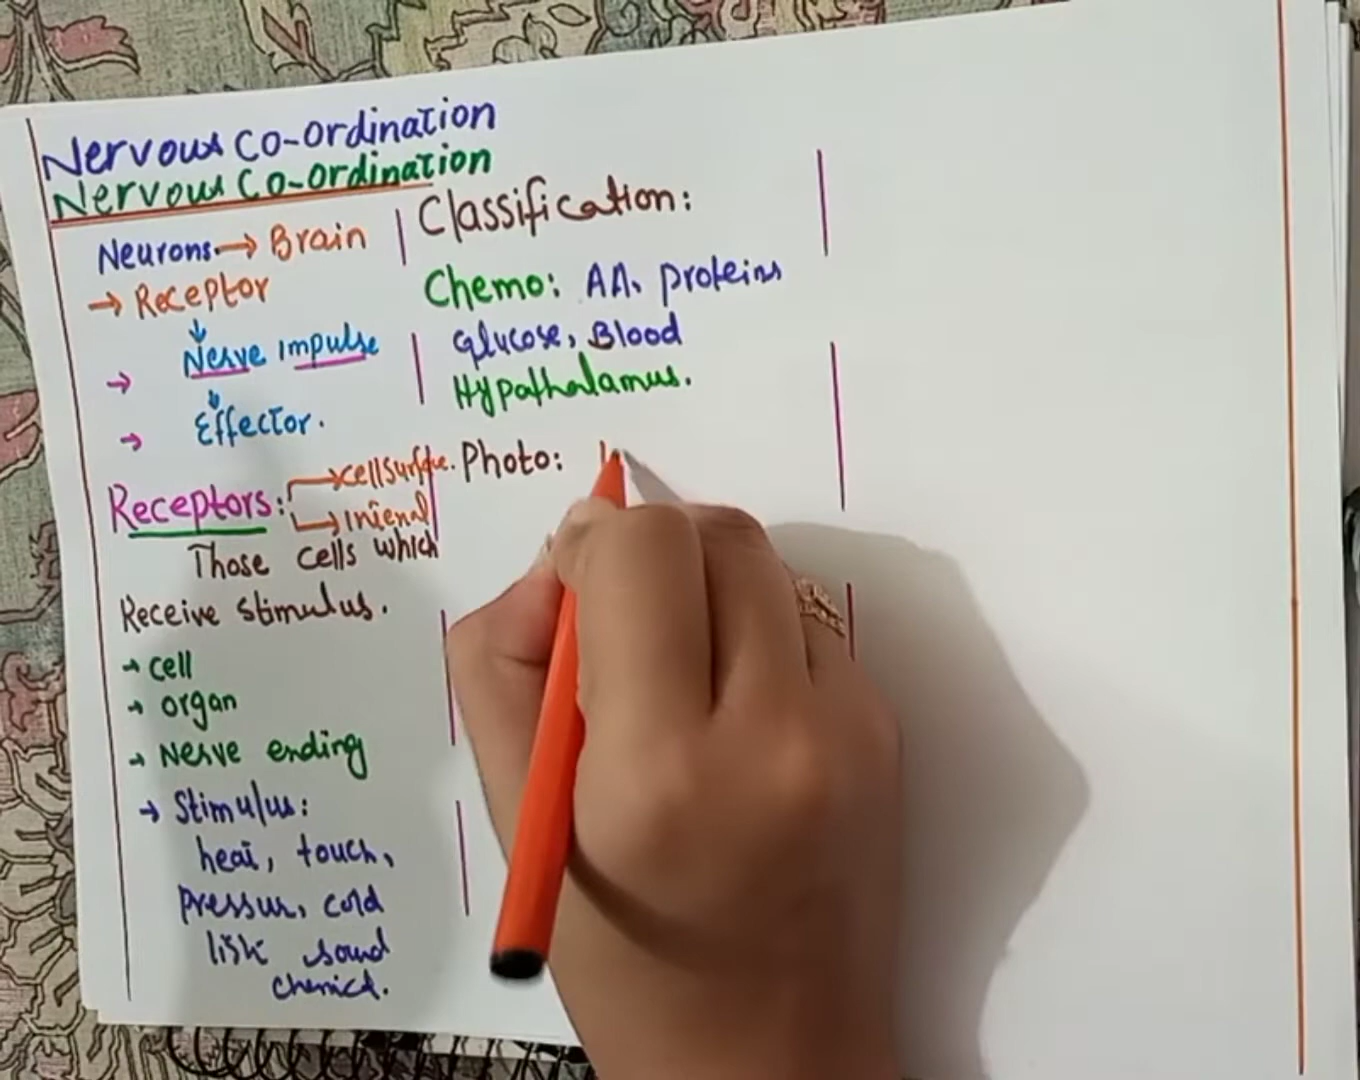 Nervous Co-ordination
Nervous Co-ordination
Neurons → Brain
→ Receptor
↓
→ Nerve impulse
↓
→ Effector.
Receptors: → cell surface.
→ internal
Those cells which
Receive stimulus.
→ cell
→ organ
→ Nerve ending
→ Stimulus:
heat, touch,
pressur, cold
sound
chemical.
Classification:
Chemo: AA, proteins
glucose, Blood
Hypothalamus.
Photo: